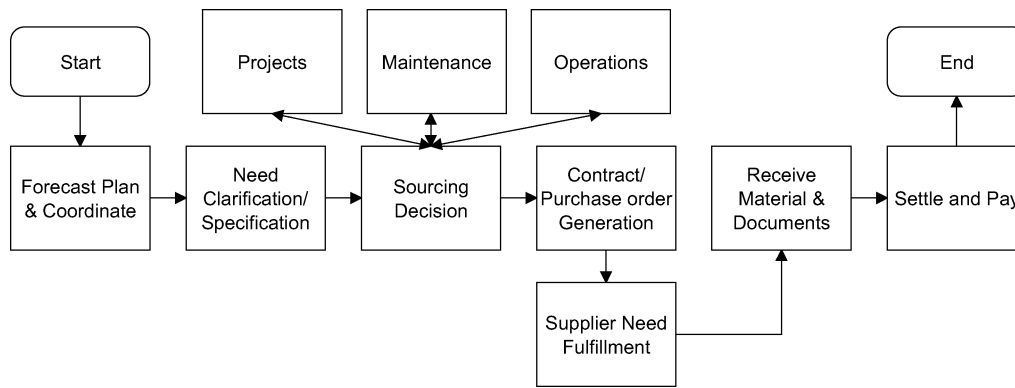 Start
Projects
Maintenance
Operations
End
Forecast Plan
& Coordinate
Need
Clarification/
Specification
Sourcing
Decision
Contract/
Purchase order
Generation
Receive
Material &
Documents
Settle and Pay
Supplier Need
Fulfillment